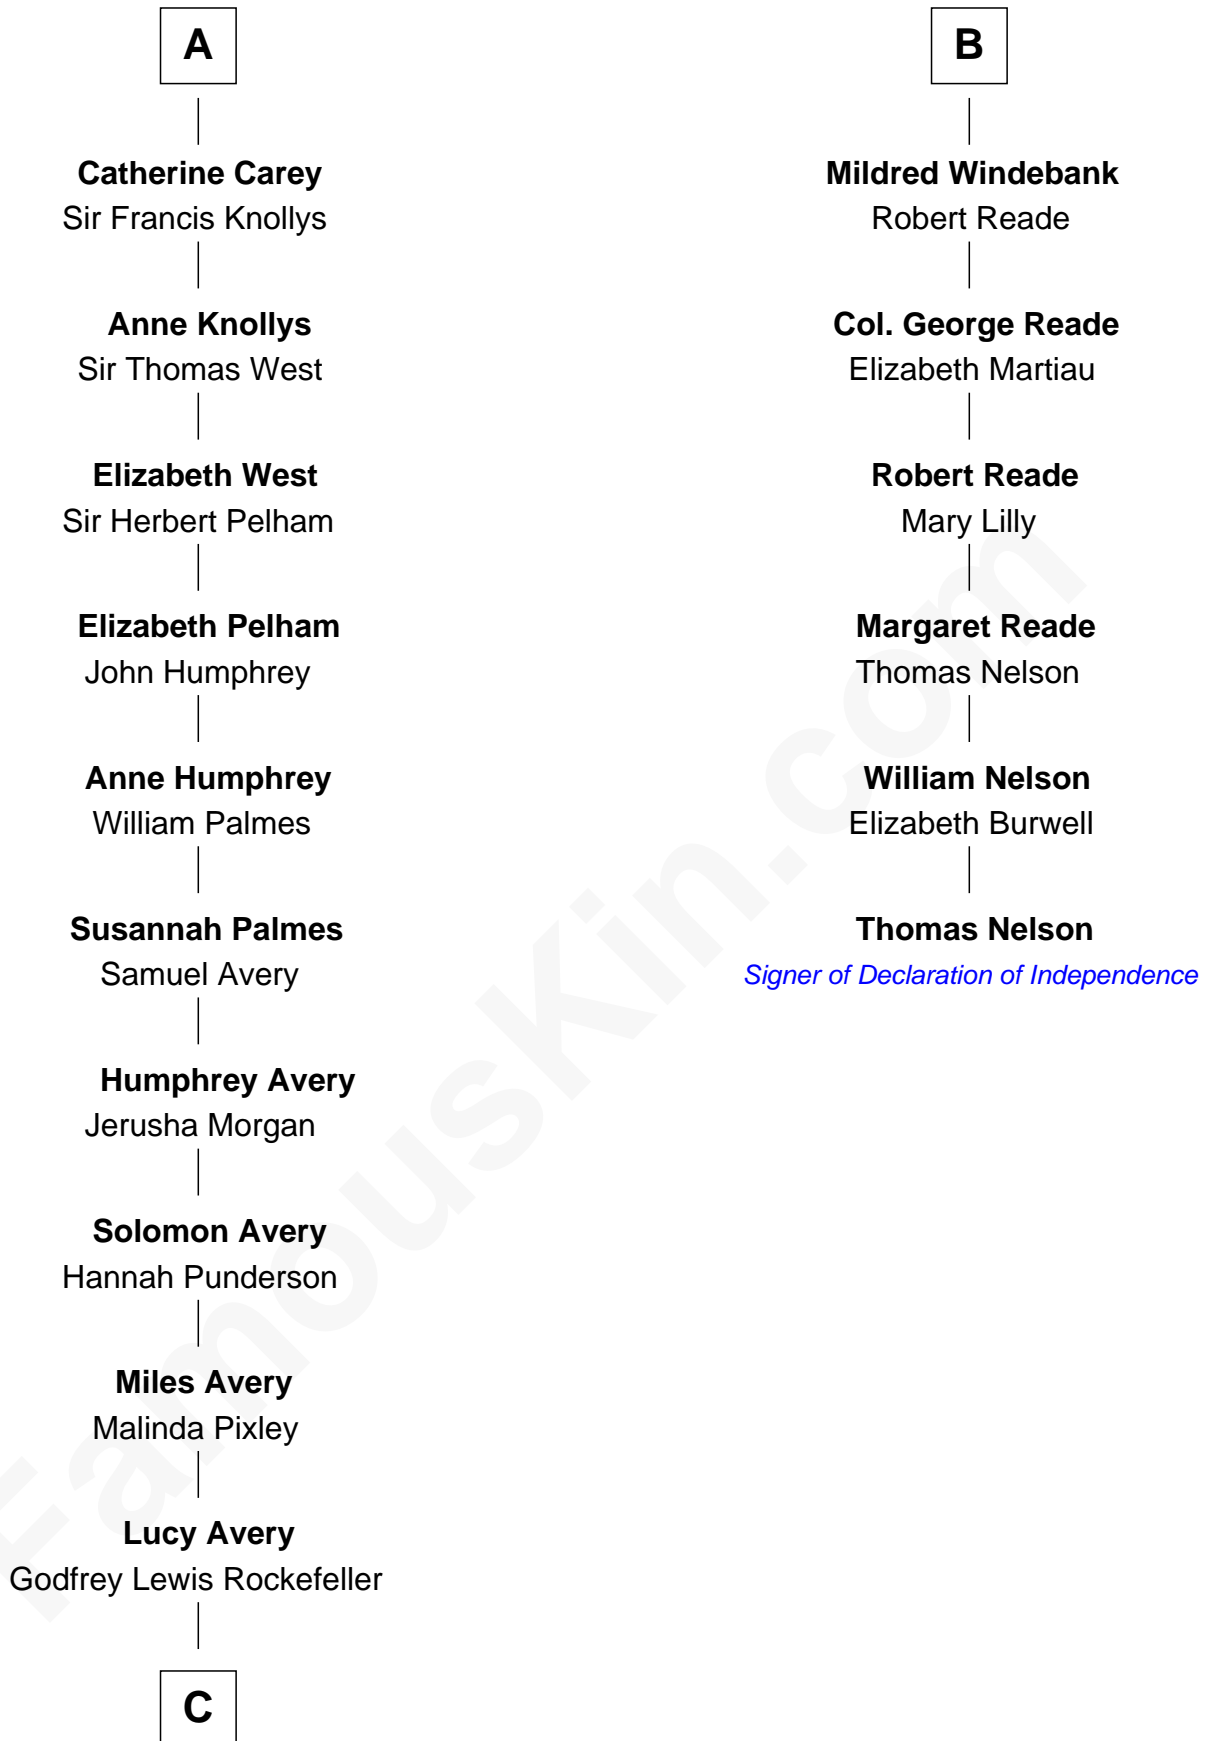 A
Catherine Carey
Sir Francis Knollys
Anne Knollys
Sir Thomas West
Elizabeth West
Sir Herbert Pelham
Elizabeth Pelham
John Humphrey
Anne Humphrey
William Palmes
Susannah Palmes
Samuel Avery
Humphrey Avery
Jerusha Morgan
Solomon Avery
Hannah Punderson
Miles Avery
Malinda Pixley
Lucy Avery
Godfrey Lewis Rockefeller
C
B
Mildred Windebank
Robert Reade
Col. George Reade
Elizabeth Martiau
Robert Reade
Mary Lilly
Margaret Reade
Thomas Nelson
William Nelson
Elizabeth Burwell
Thomas Nelson
Signer of Declaration of Independence
FamousKin.com